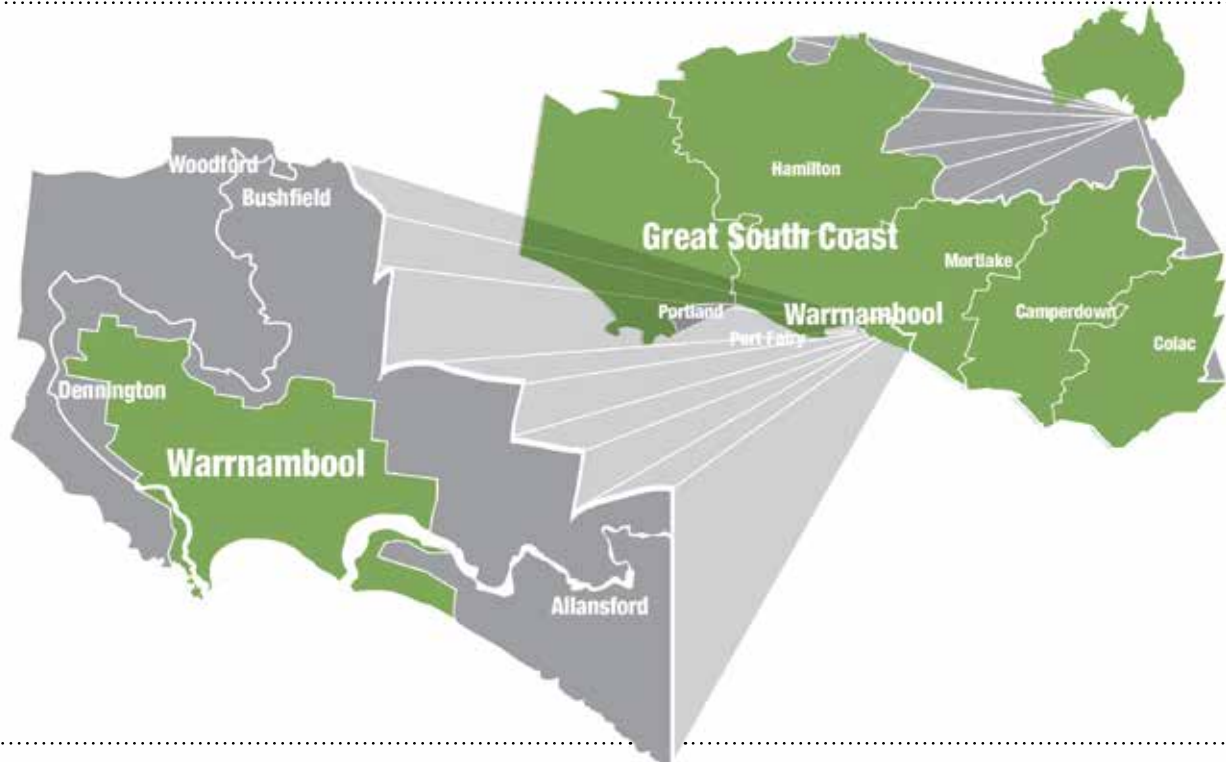 Woodford
Bushfield
Dennington
Warrnambool
Allansford
Hamilton
Great South Coast
Mortlake
Portland
Warrnambool
Camperdown
Port Fairy
Colac